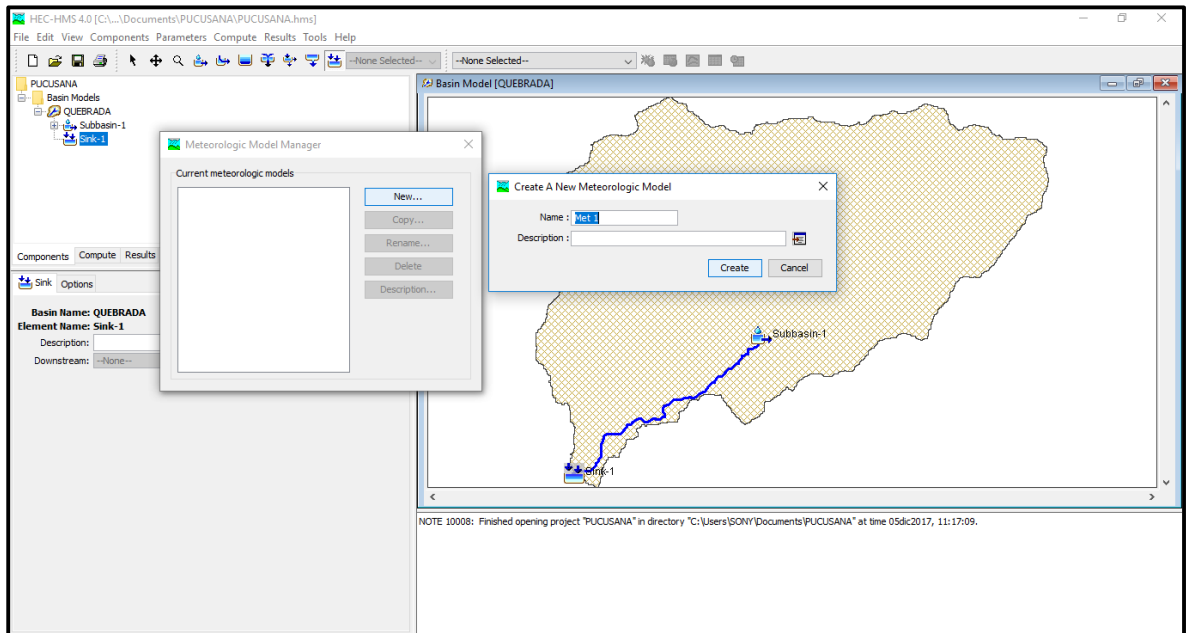 HEC-HMS 4.0 [C:\...\Documents\PUCUSANA\PUCUSANA.hms]
File Edit View Components Parameters Compute Results Tools Help
--None Selected-- --None Selected--
PUCUSANA
Basin Models
QUEBRADA
Subbasin-1
Sink-1
Components Compute Results
Sink Options
Basin Name: QUEBRADA
Element Name: Sink-1
Description:
Downstream: --None--
Meteorologic Model Manager
Current meteorologic models
New...
Copy...
Rename...
Delete
Description...
Basin Model [QUEBRADA]
Create A New Meteorologic Model
Name : Met 1
Description :
Create Cancel
Subbasin-1
Sink-1
NOTE 10008: Finished opening project "PUCUSANA" in directory "C:\Users\SONY\Documents\PUCUSANA" at time 05dic2017, 11:17:09.